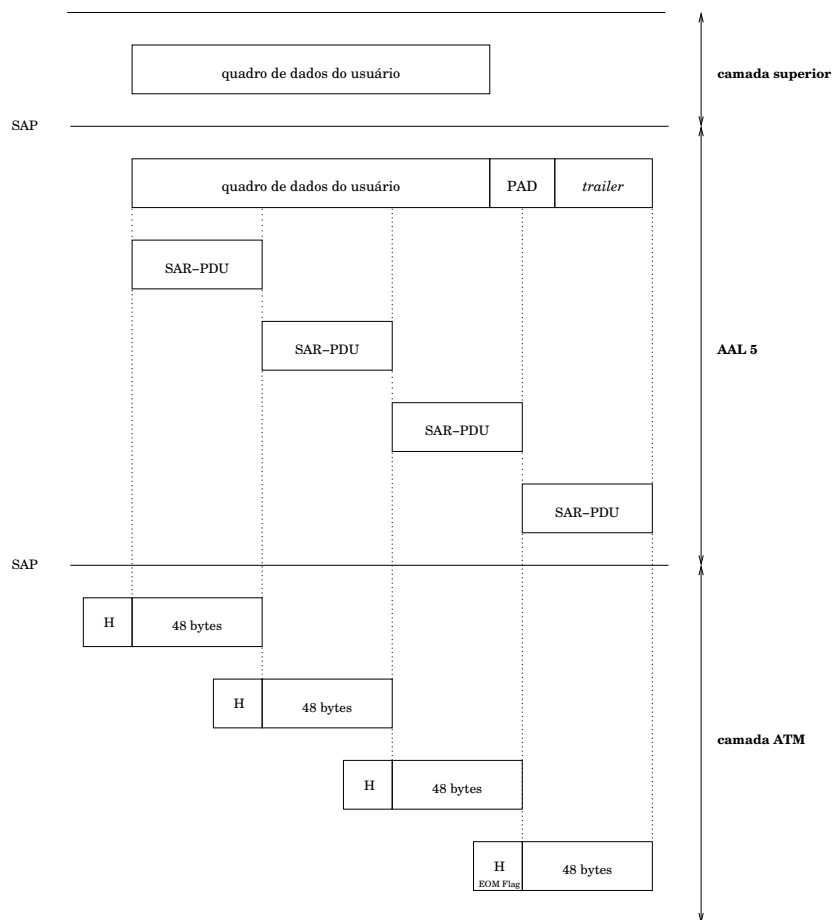 quadro de dados do usuário
camada superior
SAP
quadro de dados do usuário PAD trailer
SAR–PDU
SAR–PDU
AAL 5
SAR–PDU
SAR–PDU
SAP
H 48 bytes
H 48 bytes
camada ATM
H 48 bytes
H 48 bytes
EOM Flag